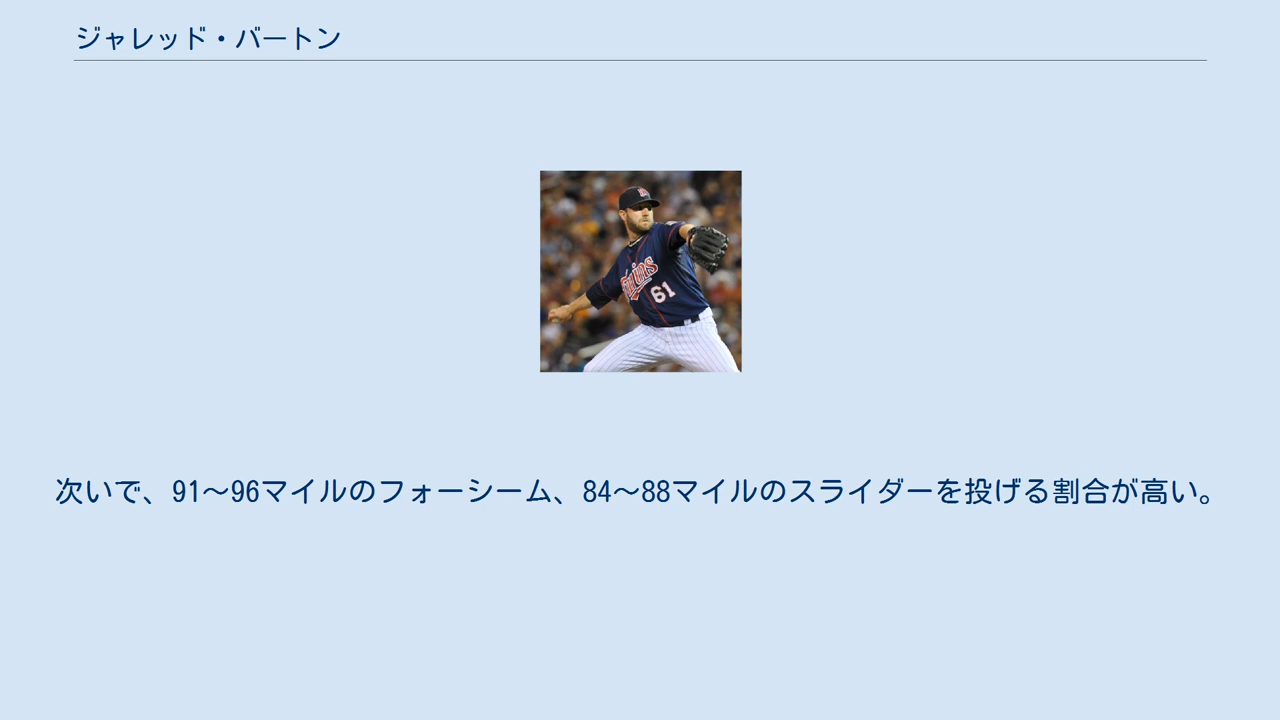 ジャレッド・バートン
Twins
61
次いで、91〜96マイルのフォーシーム、84〜88マイルのスライダーを投げる割合が高い。